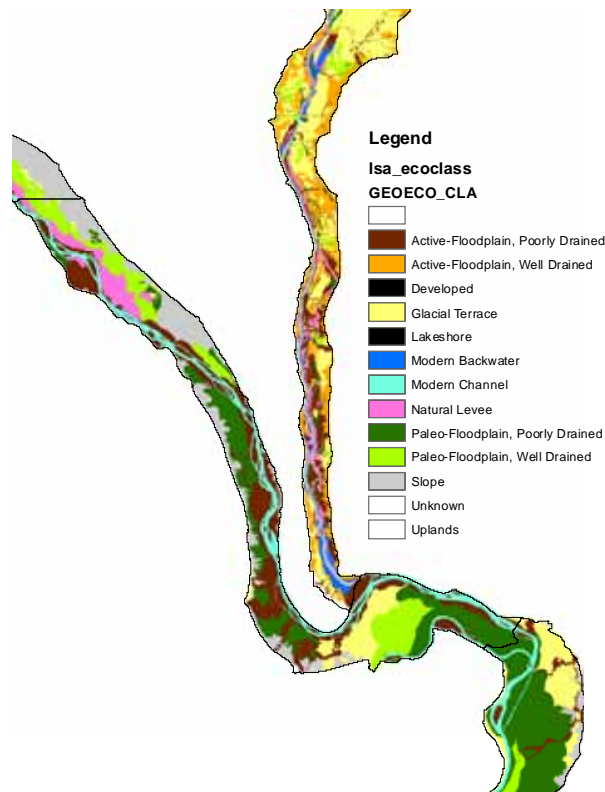 Legend
lsa_ecoclass
GEOECO_CLA
Active-Floodplain, Poorly Drained
Active-Floodplain, Well Drained
Developed
Glacial Terrace
Lakeshore
Modern Backwater
Modern Channel
Natural Levee
Paleo-Floodplain, Poorly Drained
Paleo-Floodplain, Well Drained
Slope
Unknown
Uplands